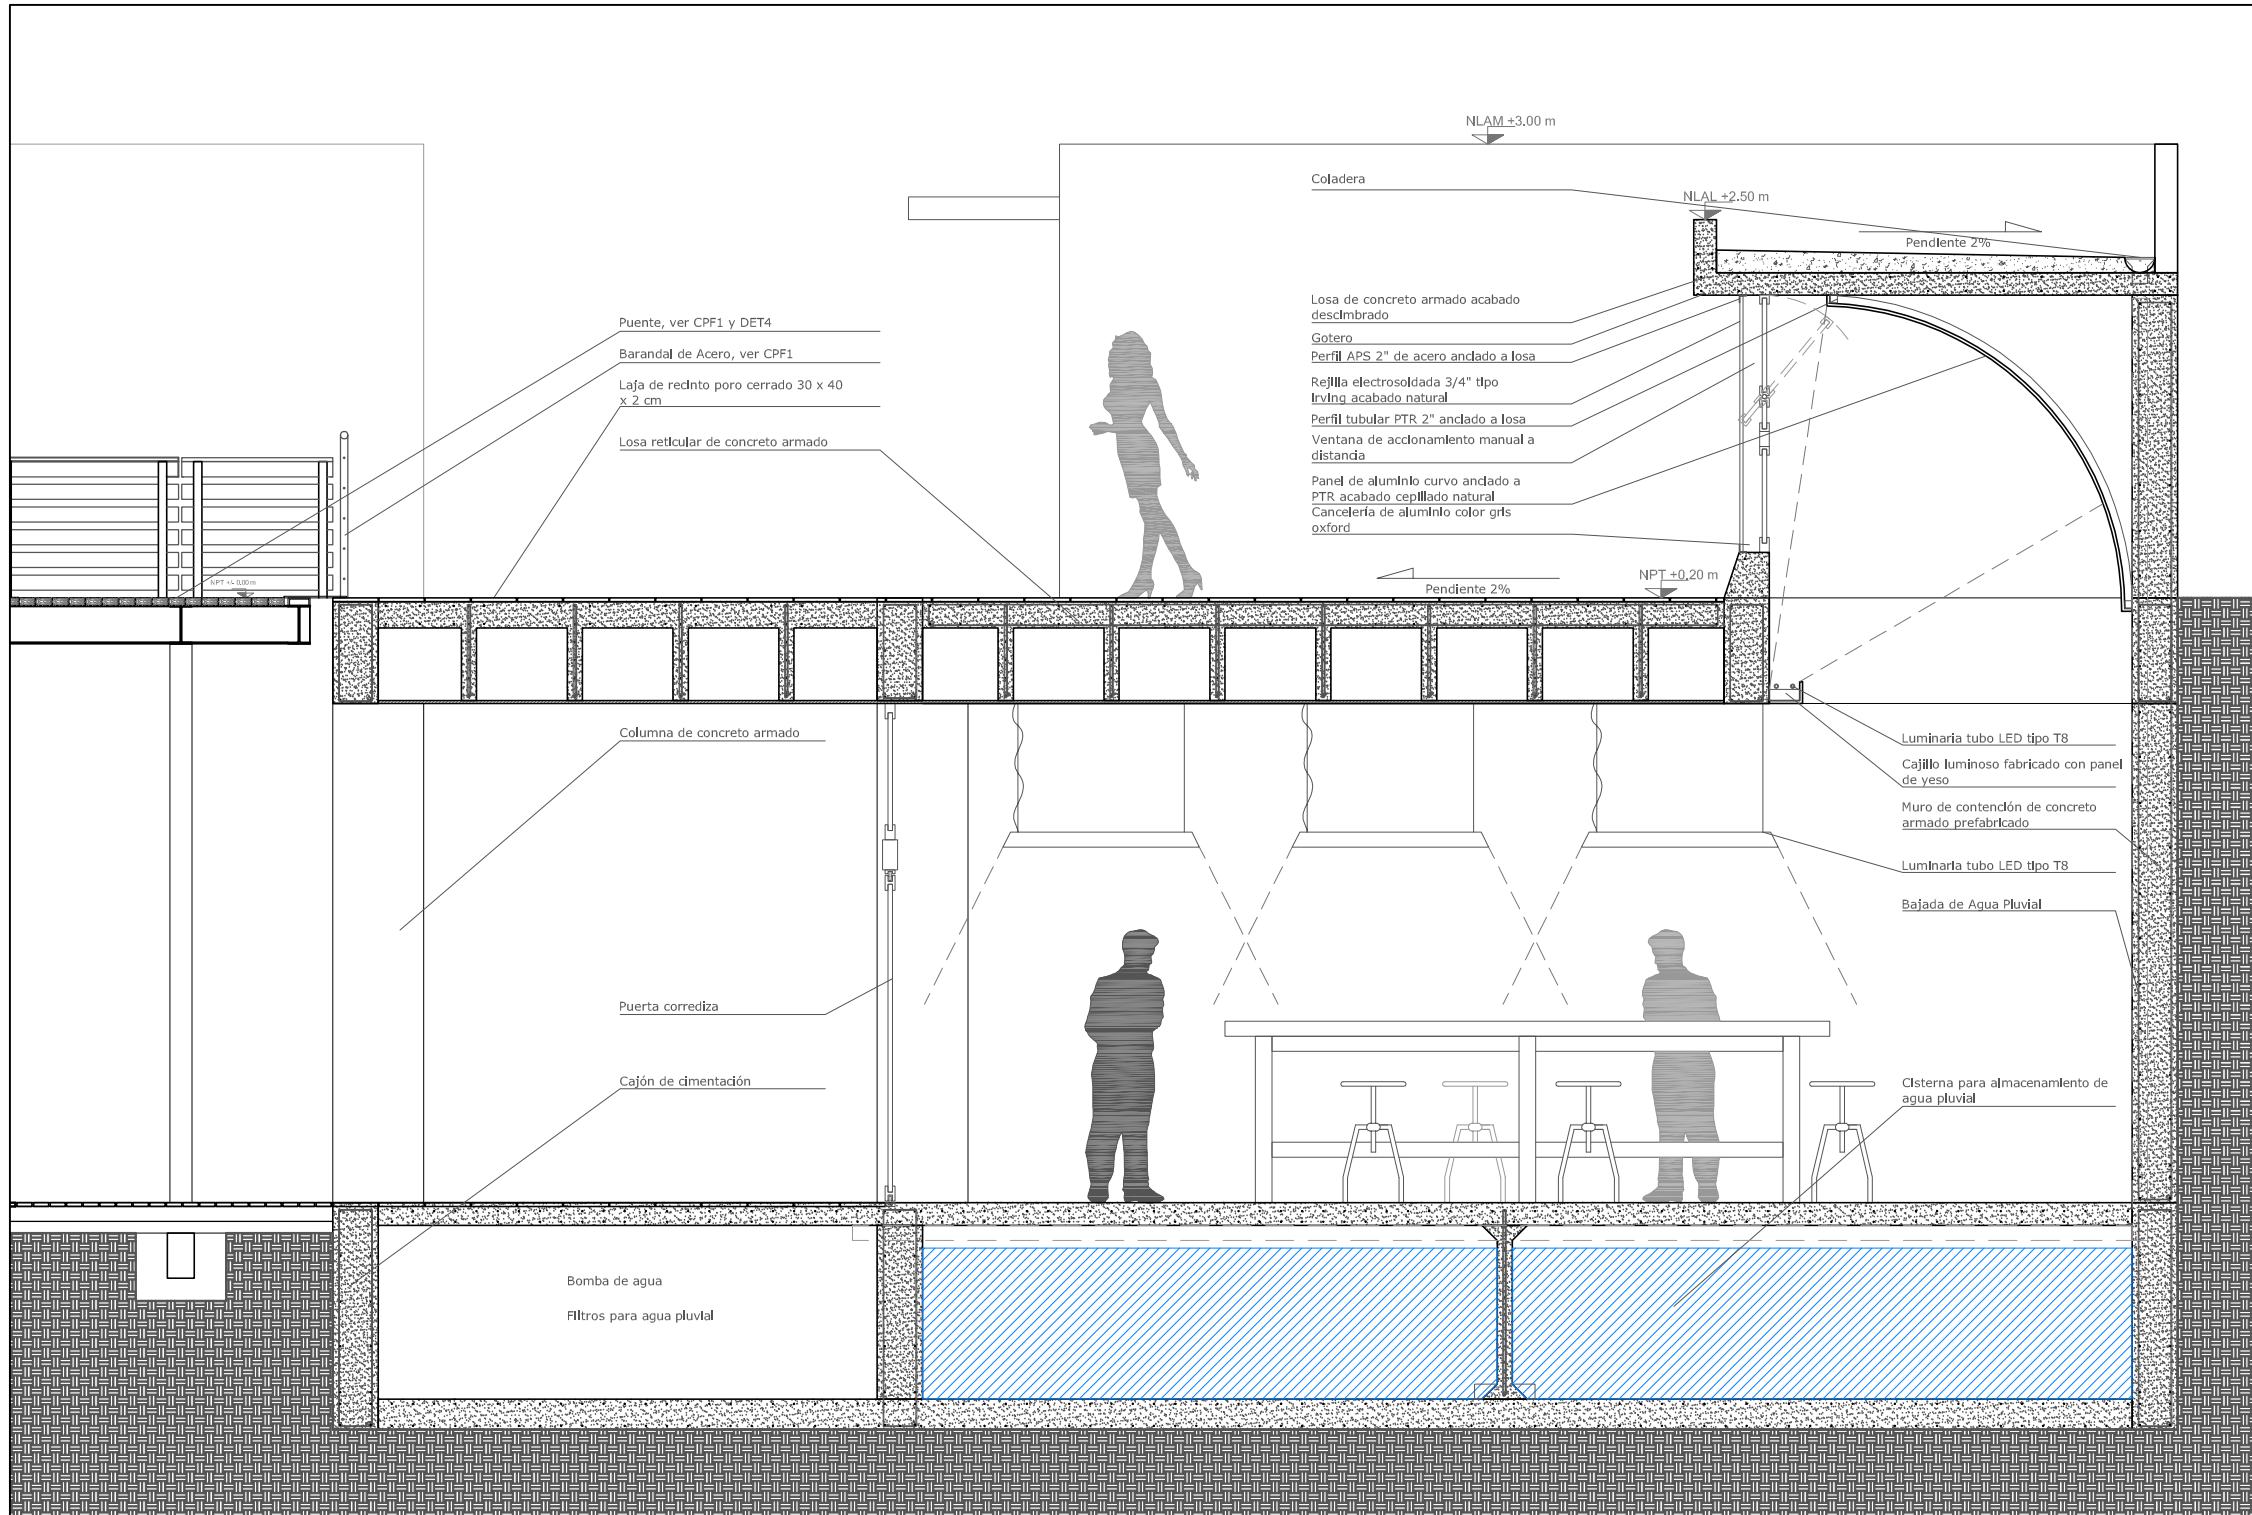 NLAM +3.00 m
Coladera
NLAL +2.50 m
Pendiente 2%
Losa de concreto armado acabado
descimbrado
Gotero
Perfil APS 2" de acero anclado a losa
Rejilla electrosoldada 3/4" tipo
Irving acabado natural
Perfil tubular PTR 2" anclado a losa
Ventana de accionamiento manual a
distancia
Panel de aluminio curvo anclado a
PTR acabado cepillado natural
Cancelería de aluminio color gris
oxford
Puente, ver CPF1 y DET4
Barandal de Acero, ver CPF1
Laja de recinto poro cerrado 30 x 40
x 2 cm
Losa reticular de concreto armado
NPT +/- 0.00 m
Pendiente 2%
NPT +0.20 m
Columna de concreto armado
Puerta corrediza
Cajón de cimentación
Luminaria tubo LED tipo T8
Cajillo luminoso fabricado con panel
de yeso
Muro de contención de concreto
armado prefabricado
Luminaria tubo LED tipo T8
Bajada de Agua Pluvial
Cisterna para almacenamiento de
agua pluvial
Bomba de agua
Filtros para agua pluvial